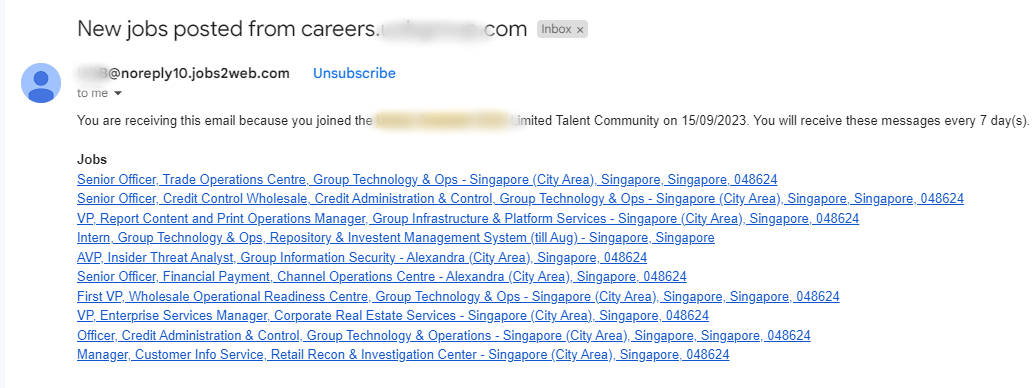 New jobs posted from careers. com Inbox ×
@noreply10.jobs2web.com Unsubscribe
to me
You are receiving this email because you joined the Limited Talent Community on 15/09/2023. You will receive these messages every 7 day(s).
Jobs
Senior Officer, Trade Operations Centre, Group Technology & Ops - Singapore (City Area), Singapore, Singapore, 048624
Senior Officer, Credit Control Wholesale, Credit Administration & Control, Group Technology & Ops - Singapore (City Area), Singapore, Singapore, 048624
VP, Report Content and Print Operations Manager, Group Infrastructure & Platform Services - Singapore (City Area), Singapore, 048624
Intern, Group Technology & Ops, Repository & Investent Management System (till Aug) - Singapore, Singapore
AVP, Insider Threat Analyst, Group Information Security - Alexandra (City Area), Singapore, 048624
Senior Officer, Financial Payment, Channel Operations Centre - Alexandra (City Area), Singapore, 048624
First VP, Wholesale Operational Readiness Centre, Group Technology & Ops - Singapore (City Area), Singapore, Singapore, 048624
VP, Enterprise Services Manager, Corporate Real Estate Services - Singapore (City Area), Singapore, 048624
Officer, Credit Administration & Control, Group Technology & Operations - Singapore (City Area), Singapore, Singapore, 048624
Manager, Customer Info Service, Retail Recon & Investigation Center - Singapore (City Area), Singapore, 048624